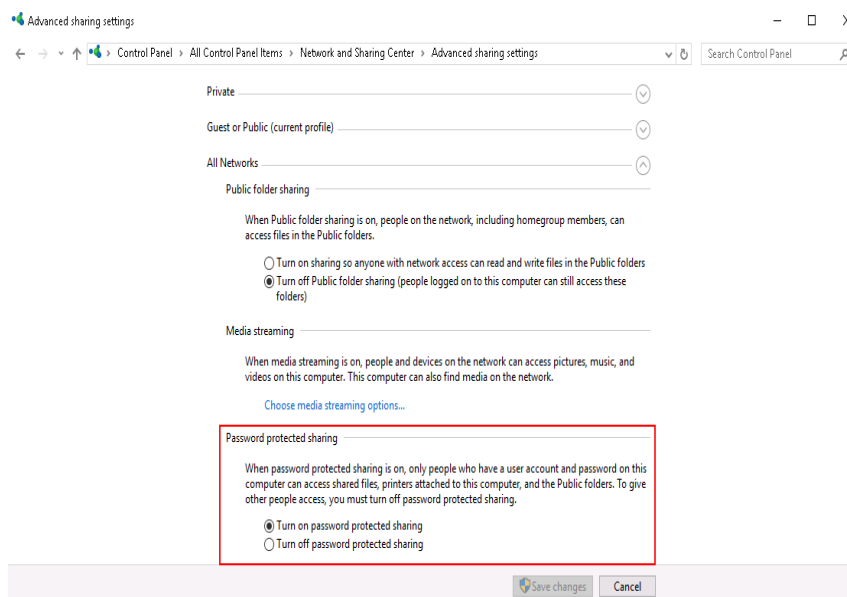 Advanced sharing settings
Control Panel > All Control Panel Items > Network and Sharing Center > Advanced sharing settings
Search Control Panel
Private
Guest or Public (current profile)
All Networks
Public folder sharing
When Public folder sharing is on, people on the network, including homegroup members, can
access files in the Public folders.
Turn on sharing so anyone with network access can read and write files in the Public folders
Turn off Public folder sharing (people logged on to this computer can still access these
folders)
Media streaming
When media streaming is on, people and devices on the network can access pictures, music, and
videos on this computer. This computer can also find media on the network.
Choose media streaming options...
Password protected sharing
When password protected sharing is on, only people who have a user account and password on this
computer can access shared files, printers attached to this computer, and the Public folders. To give
other people access, you must turn off password protected sharing.
Turn on password protected sharing
Turn off password protected sharing
Save changes
Cancel